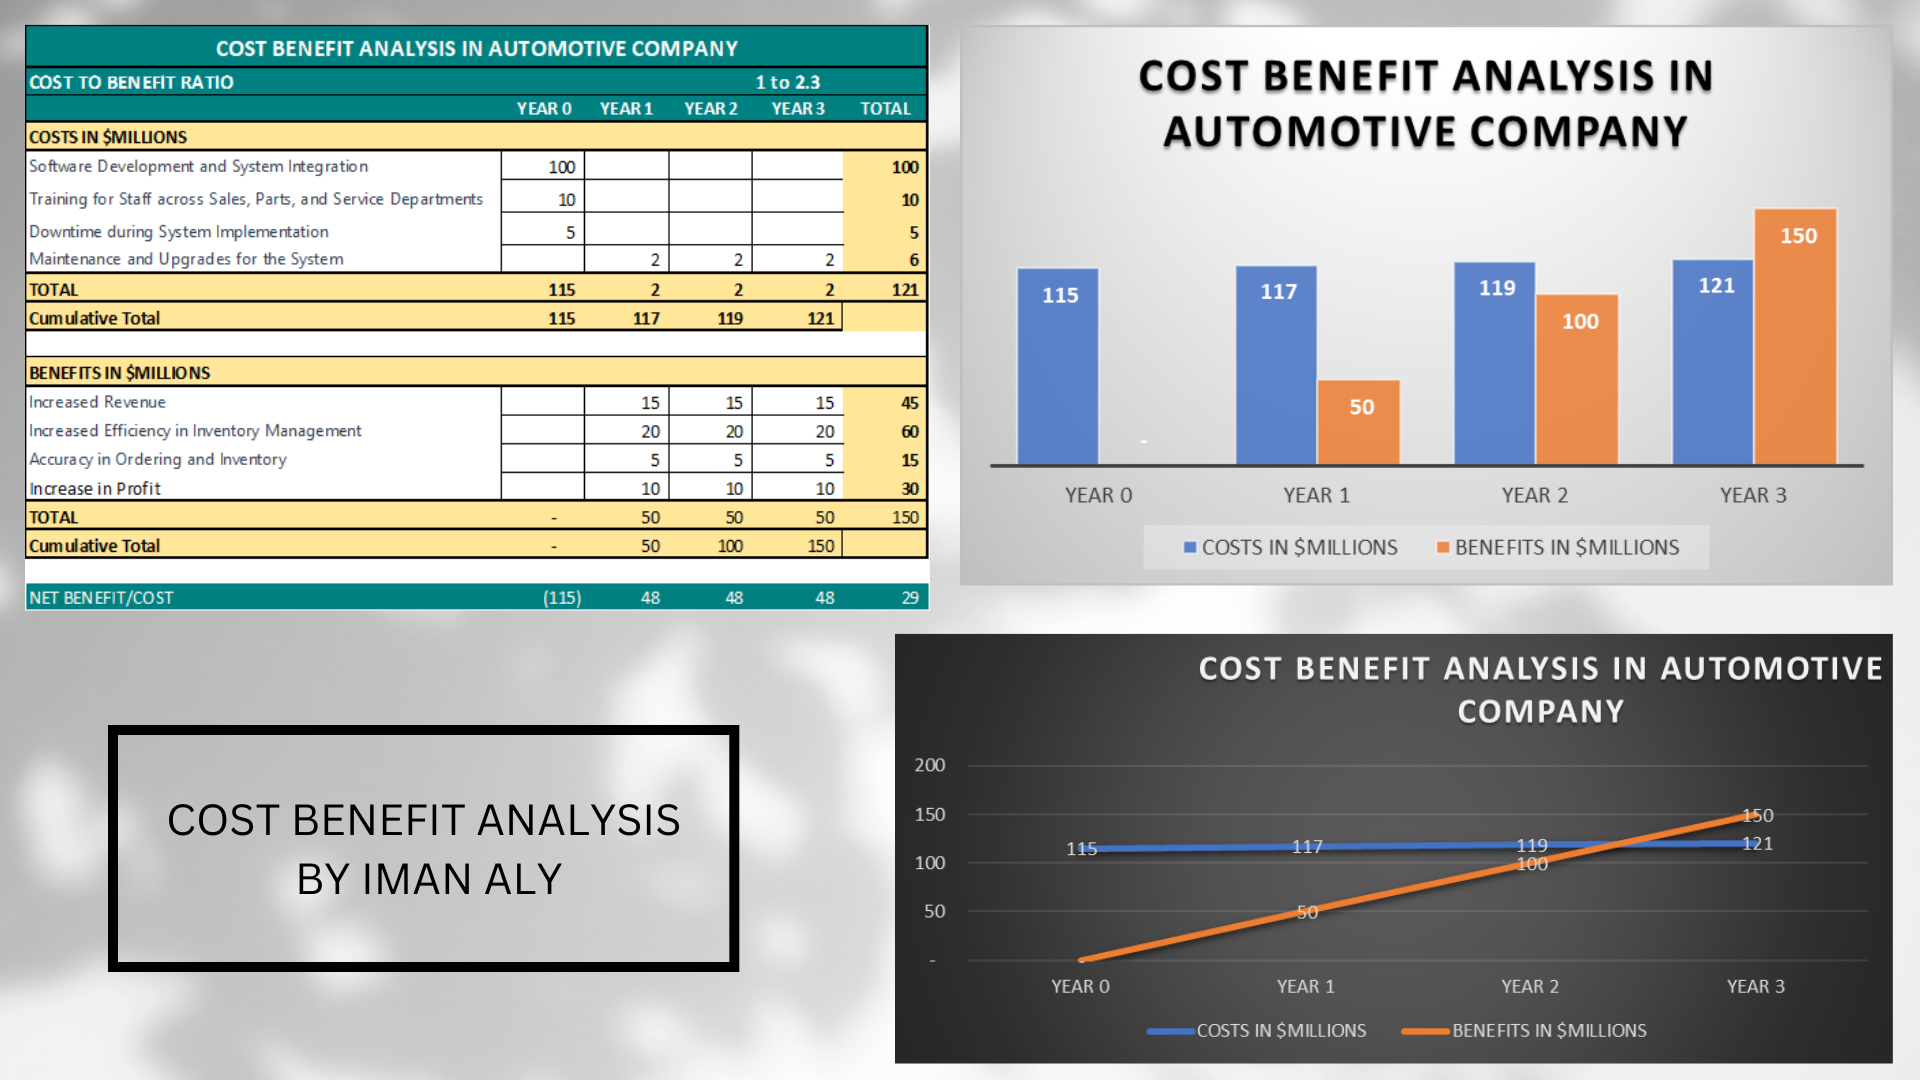 COST BENEFIT ANALYSIS IN AUTOMOTIVE COMPANY
COST TO BENEFIT RATIO 1 to 2.3
YEAR 0 YEAR 1 YEAR 2 YEAR 3 TOTAL
COSTS IN $MILLIONS
Software Development and System Integration 100 100
Training for Staff across Sales, Parts, and Service Departments 10 10
Downtime during System Implementation 5 5
Maintenance and Upgrades for the System 2 2 2 6
TOTAL 115 2 2 2 121
Cumulative Total 115 117 119 121
BENEFITS IN $MILLIONS
Increased Revenue 15 15 15 45
Increased Efficiency in Inventory Management 20 20 20 60
Accuracy in Ordering and Inventory 5 5 5 15
Increase in Profit 10 10 10 30
TOTAL - 50 50 50 150
Cumulative Total - 50 100 150
NET BENEFIT/COST (115) 48 48 48 29
COST BENEFIT ANALYSIS IN
AUTOMOTIVE COMPANY
115 - 117 50 119 100 121 150
YEAR 0 YEAR 1 YEAR 2 YEAR 3
COSTS IN $MILLIONS BENEFITS IN $MILLIONS
COST BENEFIT ANALYSIS
BY IMAN ALY
COST BENEFIT ANALYSIS IN AUTOMOTIVE
COMPANY
200
150 150
115 117 119 121
100 100
50 50
- -
YEAR 0 YEAR 1 YEAR 2 YEAR 3
COSTS IN $MILLIONS BENEFITS IN $MILLIONS